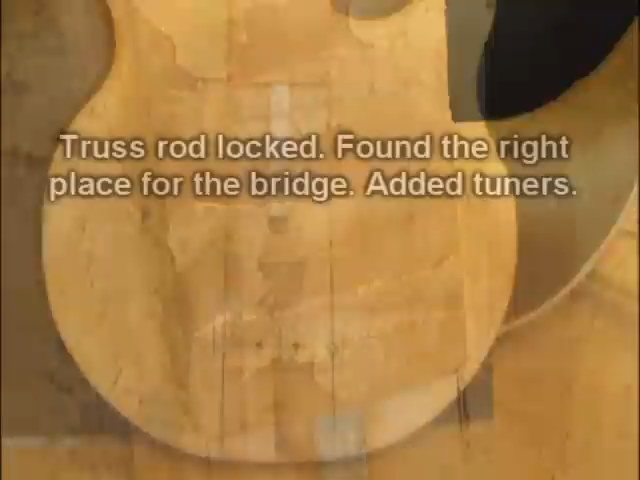 Truss rod locked. Found the right
place for the bridge. Added tuners.